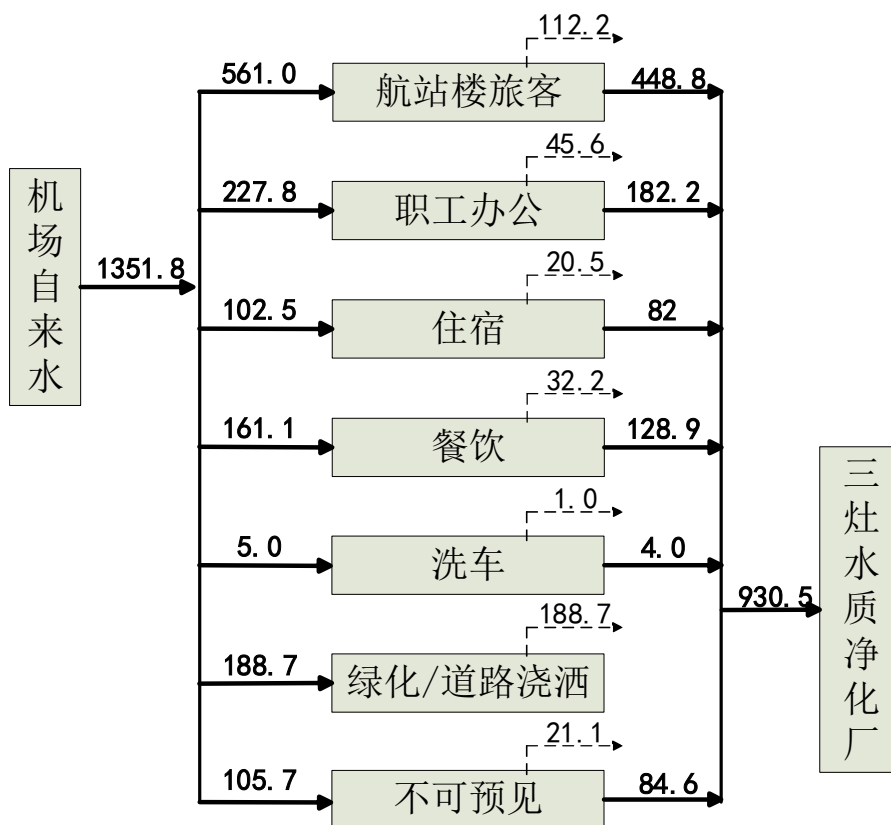 机场自来水
1351.8
112.2
561.0
航站楼旅客
448.8
45.6
227.8
职工办公
182.2
20.5
102.5
住宿
82
32.2
161.1
餐饮
128.9
1.0
5.0
洗车
4.0
188.7
188.7
绿化/道路浇洒
21.1
105.7
不可预见
84.6
930.5
三灶水质净化厂